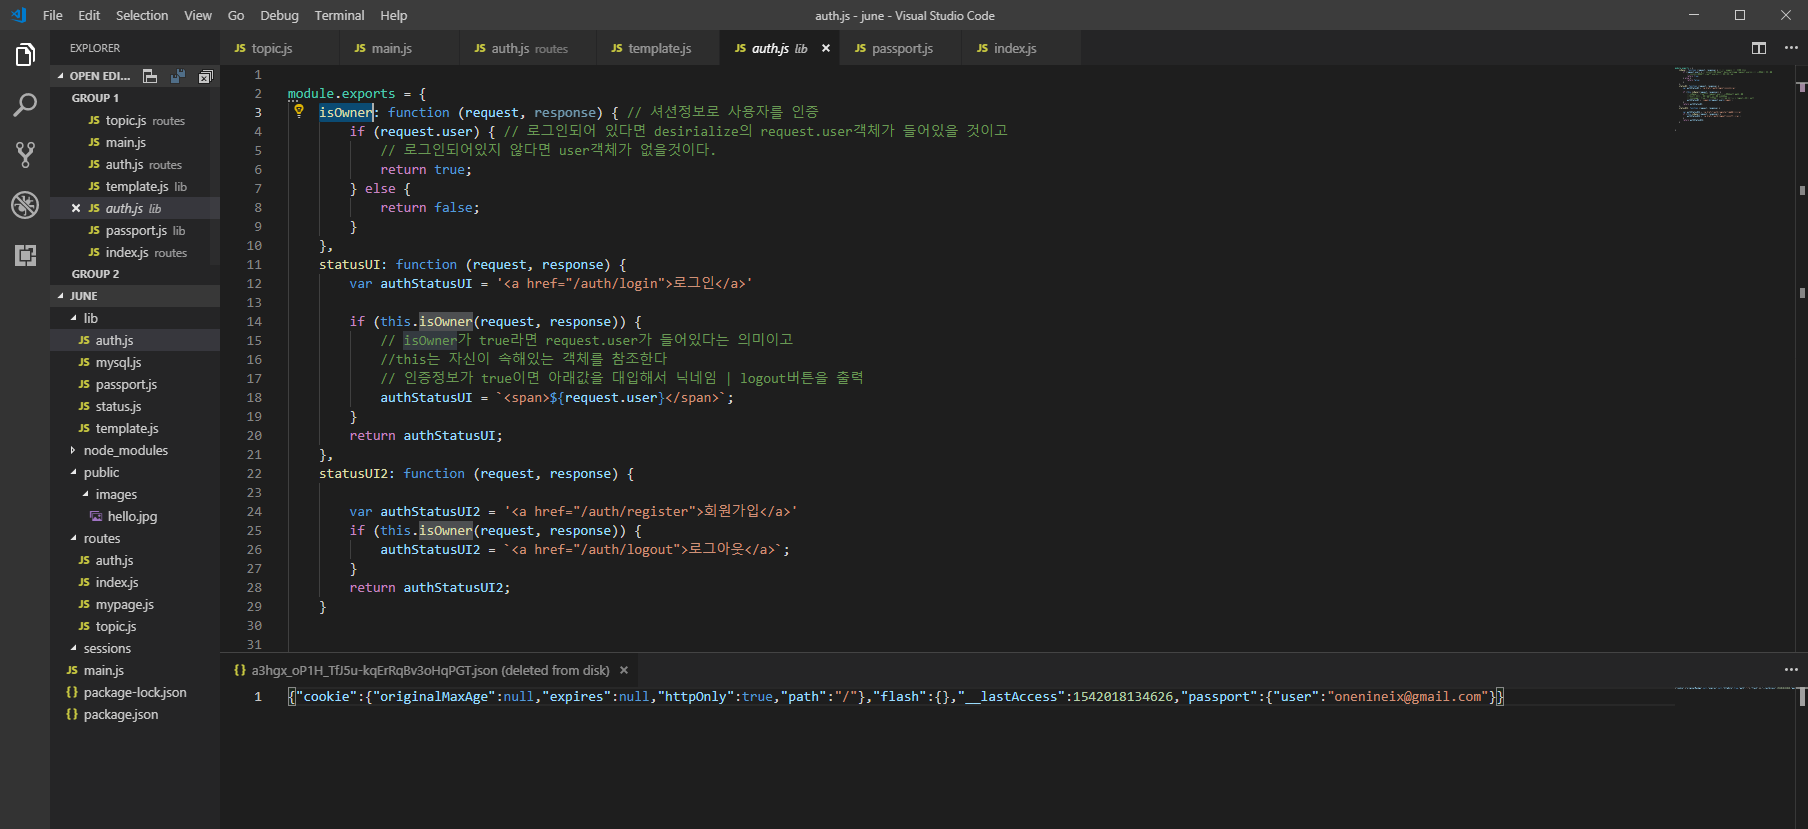 File Edit Selection View Go Debug Terminal Help
auth.js - june - Visual Studio Code
EXPLORER
OPEN EDI...
GROUP 1
JS topic.js routes
JS main.js
JS auth.js routes
JS template.js lib
JS auth.js lib
JS passport.js lib
JS index.js routes
GROUP 2
JUNE
lib
JS auth.js
JS mysql.js
JS passport.js
JS status.js
JS template.js
node_modules
public
images
hello.jpg
routes
JS auth.js
JS index.js
JS mypage.js
JS topic.js
sessions
JS main.js
{} package-lock.json
{} package.json
JS topic.js JS main.js JS auth.js routes JS template.js JS auth.js lib JS passport.js JS index.js
1
2 module.exports = {
3 isOwner: function (request, response) { // 셔션정보로 사용자를 인증
4 if (request.user) { // 로그인되어 있다면 desirialize의 request.user객체가 들어있을 것이고
5 // 로그인되어있지 않다면 user객체가 없을것이다.
6 return true;
7 } else {
8 return false;
9 }
10 },
11 statusUI: function (request, response) {
12 var authStatusUI = '<a href="/auth/login">로그인</a>'
13
14 if (this.isOwner(request, response)) {
15 // isOwner가 true라면 request.user가 들어있다는 의미이고
16 //this는 자신이 속해있는 객체를 참조한다
17 // 인증정보가 true이면 아래값을 대입해서 닉네임 | logout버튼을 출력
18 authStatusUI = `<span>${request.user}</span>`;
19 }
20 return authStatusUI;
21 },
22 statusUI2: function (request, response) {
23
24 var authStatusUI2 = '<a href="/auth/register">회원가입</a>'
25 if (this.isOwner(request, response)) {
26 authStatusUI2 = `<a href="/auth/logout">로그아웃</a>`;
27 }
28 return authStatusUI2;
29 }
30
31
{} a3hgx_oP1H_TfJ5u-kqErRqBv3oHqPGT.json (deleted from disk)
1 {"cookie":{"originalMaxAge":null,"expires":null,"httpOnly":true,"path":"/"},"flash":{},"__lastAccess":1542018134626,"passport":{"user":"onenineix@gmail.com"}}